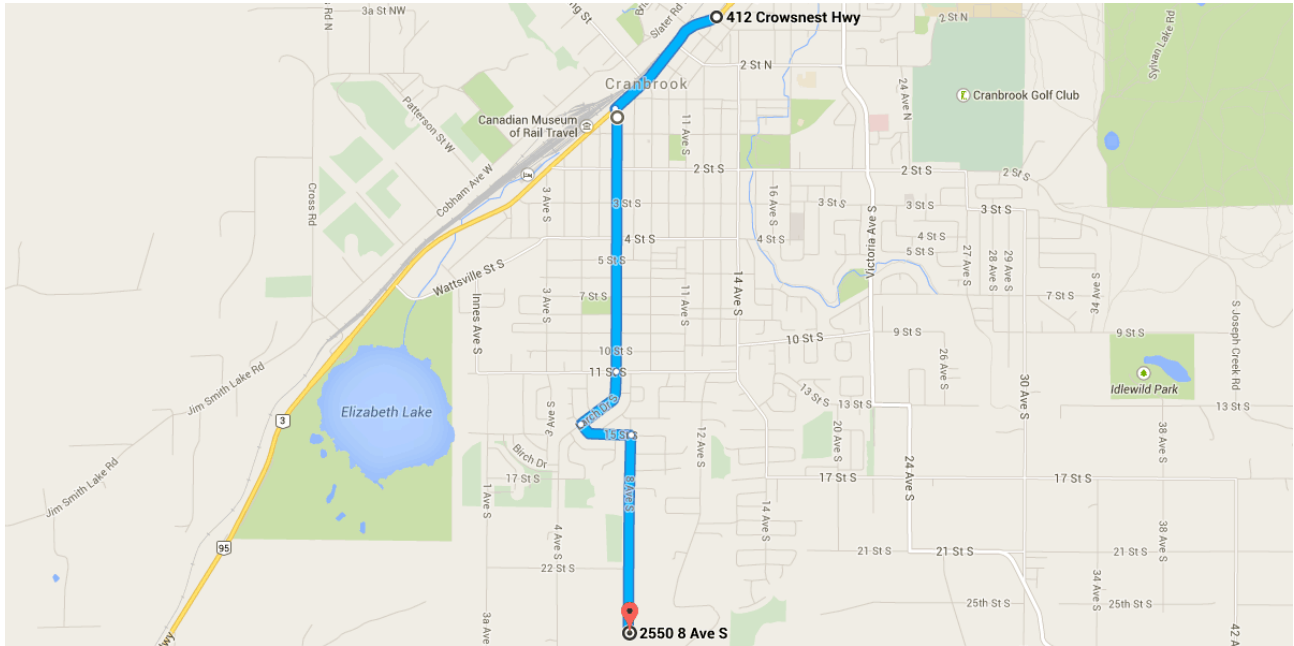 3a St NW
412 Crowsnest Hwy
2 St N
Slater Rd
Park Rd N
Sylvan Lake Rd
2 St N
Cranbrook
24 Ave N
Cranbrook Golf Club
Patterson St W
Canadian Museum
of Rail Travel
11 Ave S
2 St S
2 St S
2 St S
Cobham Ave W
Cross Rd
3 Ave S
3 St S
16 Ave S
3 St S
3 St S
3 St S
4 St S
4 St S
4 St S
Victoria Ave S
5 St S
5 St S
27 Ave S
28 Ave S
29 Ave S
Wattsville St S
14 Ave S
7 St S
3 Ave S
11 Ave S
7 St S
34 Ave S
Innes Ave S
S Joseph Creek Rd
9 St S
9 St S
10 St S
10 St S
26 Ave S
11 St S
Jim Smith Lake Rd
30 Ave S
Idlewild Park
Elizabeth Lake
3
3 Ave S
13 St S
13 St S
13 St S
15 St S
12 Ave S
20 Ave S
38 Ave S
Birch Dr
24 Ave S
Jim Smith Lake Rd
17 St S
17 St S
17 St S
1 Ave S
8 Ave S
14 Ave S
4 Ave S
38 Ave S
95
21 St S
21 St S
21 St S
22 St S
34 Ave S
25th St S
25th St S
3a Ave S
2550 8 Ave S
42 A